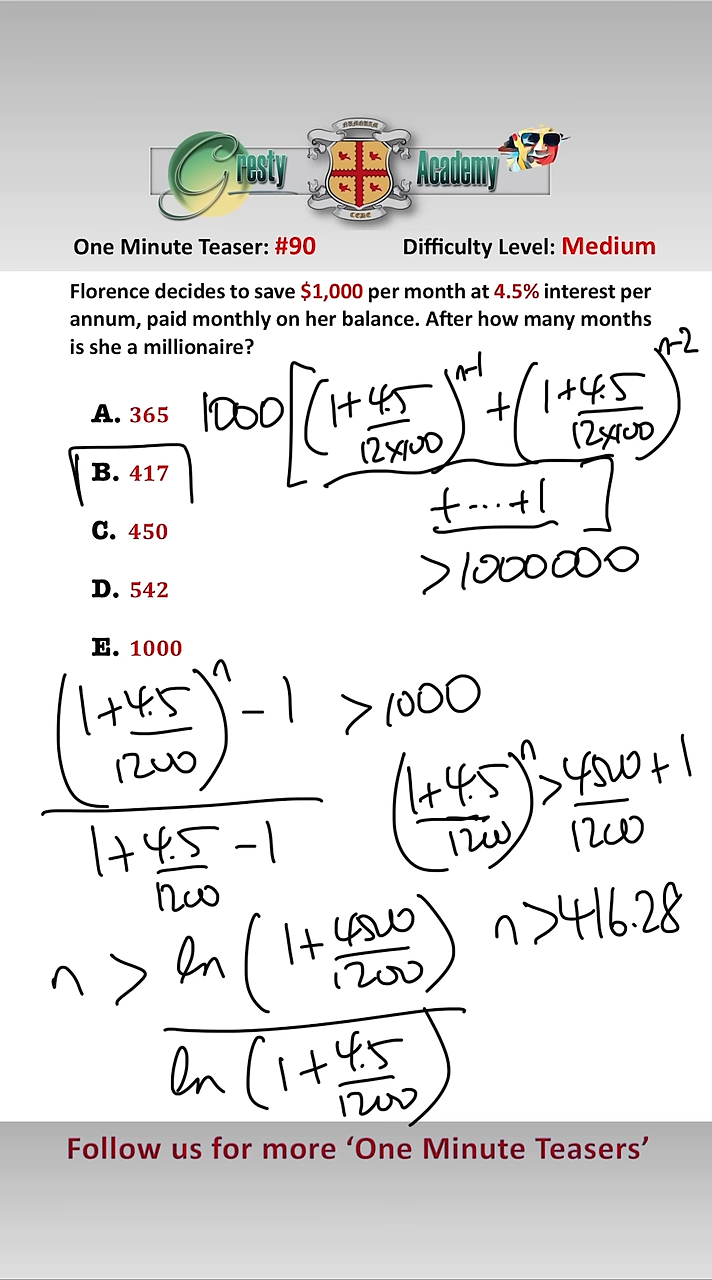 NUMQUAM
CEDE
Gresty Academy
One Minute Teaser: #90 Difficulty Level: Medium
Florence decides to save $1,000 per month at 4.5% interest per
annum, paid monthly on her balance. After how many months
is she a millionaire?
A. 365
B. 417
C. 450
D. 542
E. 1000
1000[(1+4.5/12×100)^n-1 + (1+4.5/12×100)^n-2
+...+1]
>1000000
(1+4.5/1200)^n - 1 / 1+4.5/1200 - 1 > 1000
(1+4.5/1200)^n > 4500/1200 + 1
n > ln(1+4500/1200) / ln(1+4.5/1200)
n>416.28
Follow us for more ‘One Minute Teasers’